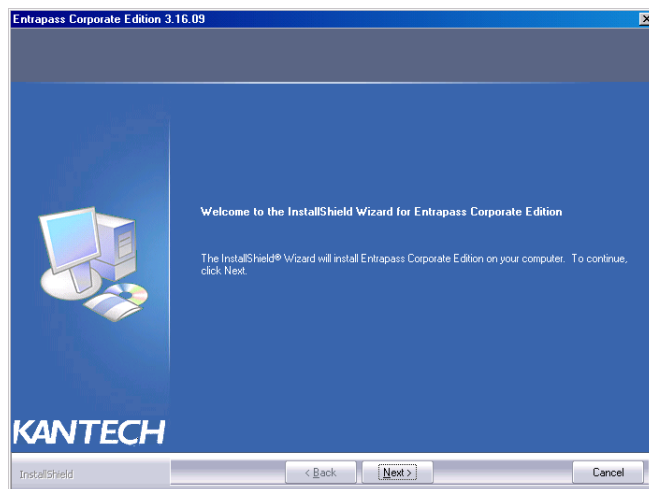 Entrapass Corporate Edition 3.16.09
Welcome to the InstallShield Wizard for Entrapass Corporate Edition
The InstallShield® Wizard will install Entrapass Corporate Edition on your computer. To continue,
click Next.
KANTECH
InstallShield
< Back
Next >
Cancel